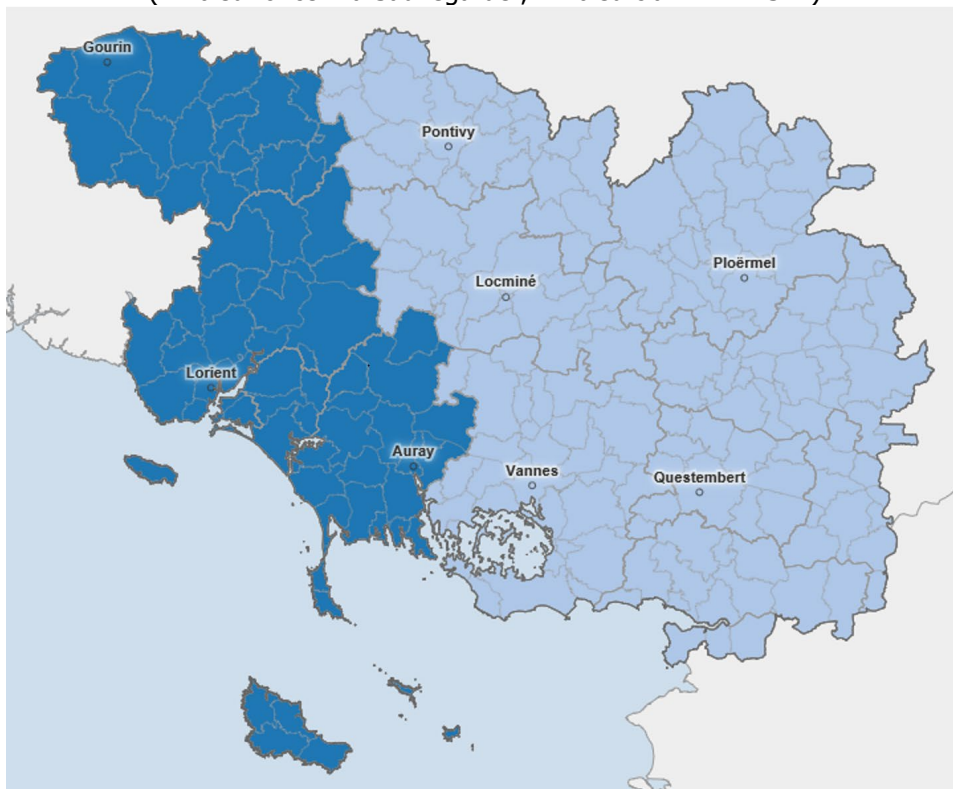 Gourin
Pontivy
Ploërmel
Locminé
Lorient
Auray
Vannes
Questembert